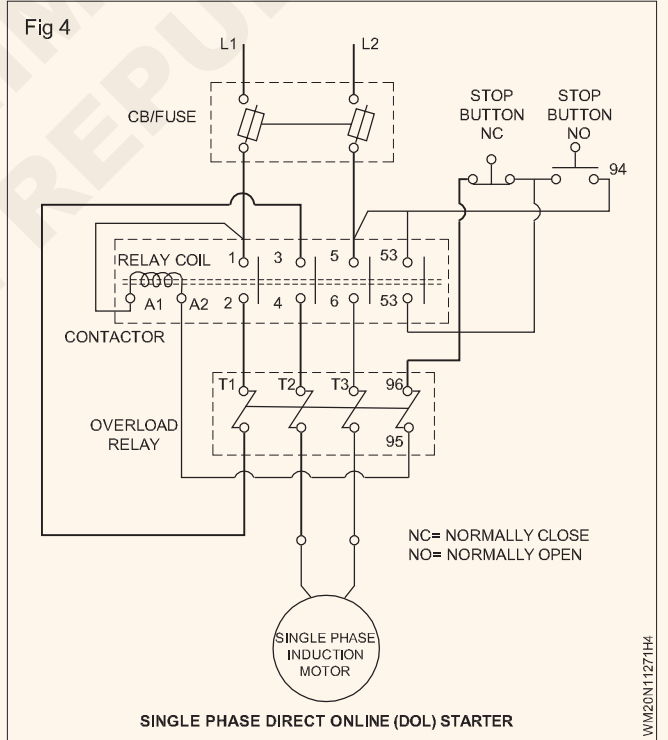 Fig 4
L1
L2
CB/FUSE
STOP
BUTTON
NC
STOP
BUTTON
NO
94
RELAY COIL
1
3
5
53
A1
A2
2
4
6
53
CONTACTOR
T1
T2
T3
96
OVERLOAD
RELAY
95
NC= NORMALLY CLOSE
NO= NORMALLY OPEN
SINGLE PHASE
INDUCTION
MOTOR
SINGLE PHASE DIRECT ONLINE (DOL) STARTER
WM20N11271H4